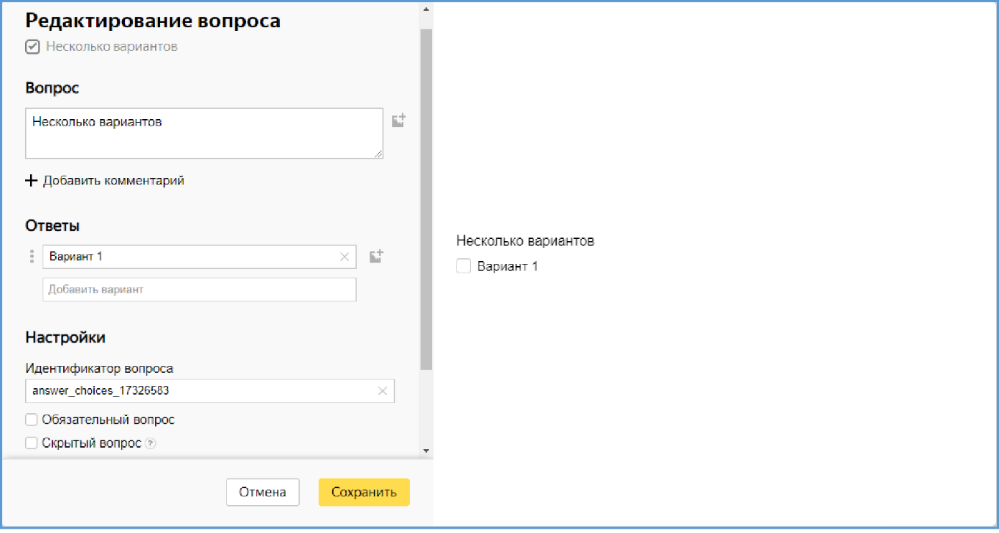 Редактирование вопроса
Несколько вариантов
Вопрос
Несколько вариантов
Добавить комментарий
Ответы
Вариант 1
Добавить вариант
Настройки
Идентификатор вопроса
answer_choices_17326583
Обязательный вопрос
Скрытый вопрос ?
Отмена
Сохранить
Несколько вариантов
Вариант 1